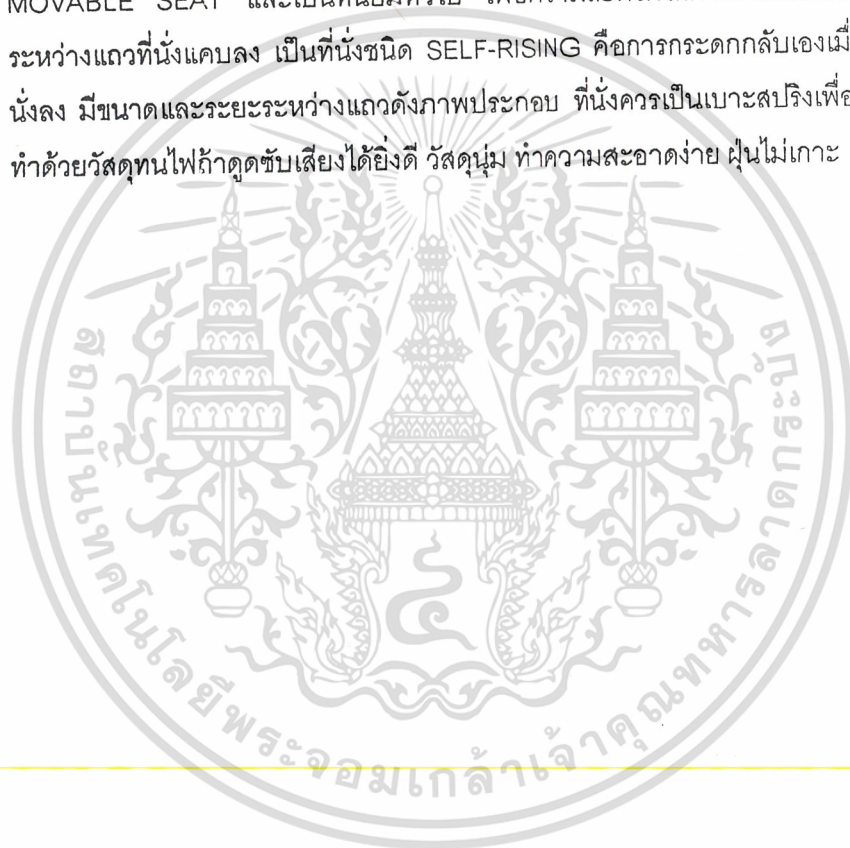 MOVABLE SEAT และเป็นที่นิยมทั่วไป
ระหว่างแถวที่นั่งแคบลง เป็นที่นั่งชนิด SELF-RISING คือการกระดกกลับเองเมื่
นั่งลง มีขนาดและระยะระหว่างแถวดังภาพประกอบ ที่นั่งควรเป็นเบาะสปริงเพื่อ
ทำด้วยวัสดุทนไฟถ้าดูดซับเสียงได้ยิ่งดี วัสดุนุ่ม ทำความสะอาดง่าย ฝุ่นไม่เกาะ
สถาบันเทคโนโลยีพระจอมเกล้าเจ้าคุณทหารลาดกระบัง